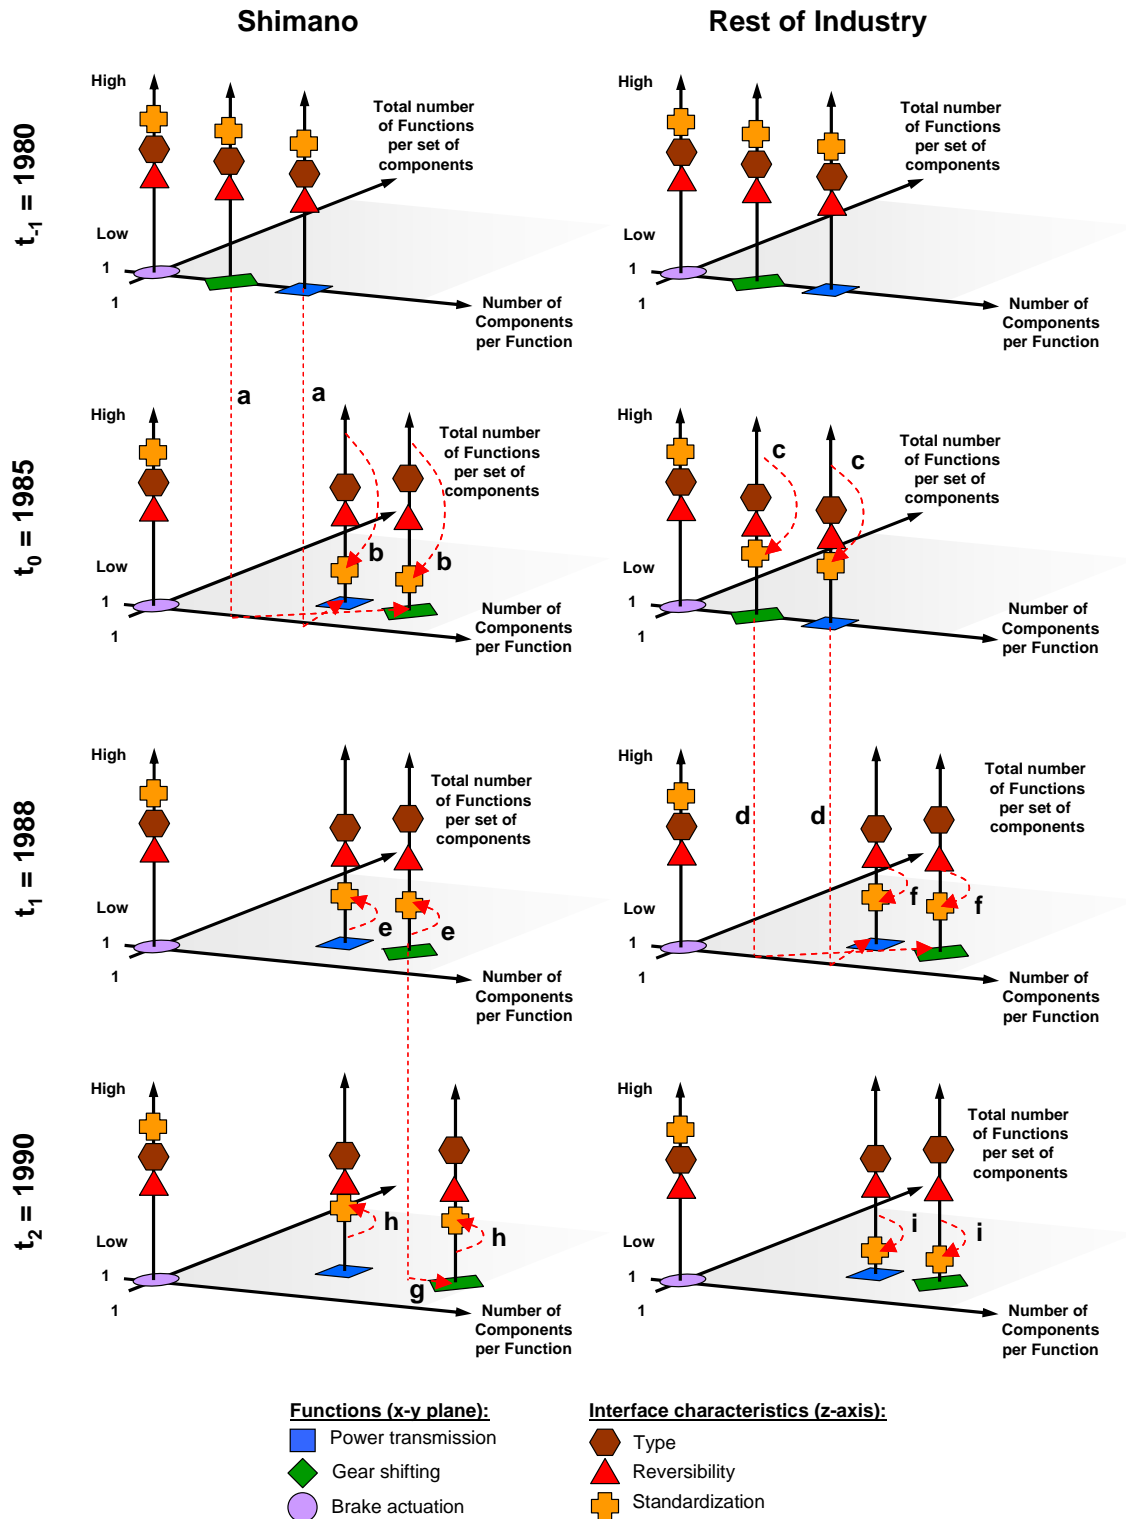 Shimano
Rest of Industry
t-1 = 1980
High
Total number
of Functions
per set of
components
Low
1
1
Number of
Components
per Function
High
Total number
of Functions
per set of
components
Low
1
1
Number of
Components
per Function
a
a
t0 = 1985
High
Total number
of Functions
per set of
components
b
b
Low
1
1
Number of
Components
per Function
High
c
c
Total number
of Functions
per set of
components
Low
1
1
Number of
Components
per Function
t1 = 1988
High
Total number
of Functions
per set of
components
e
e
Low
1
1
Number of
Components
per Function
High
d
d
Total number
of Functions
per set of
components
f
f
Low
1
1
Number of
Components
per Function
t2 = 1990
High
h
h
Low
1
1
g
Number of
Components
per Function
High
Total number
of Functions
per set of
components
i
i
Low
1
1
Number of
Components
per Function
Functions (x-y plane):
Power transmission
Gear shifting
Brake actuation
Interface characteristics (z-axis):
Type
Reversibility
Standardization